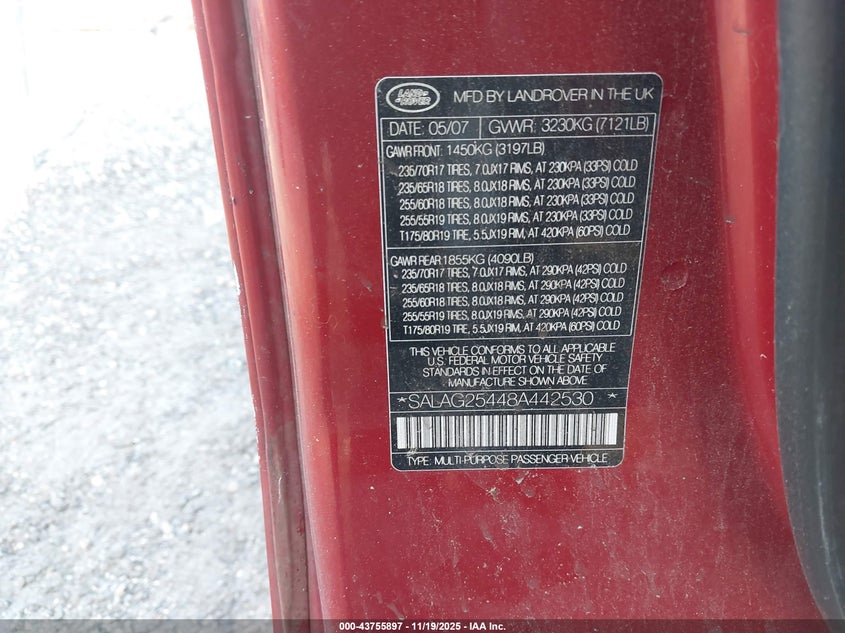 LAND-
ROVER
MFD BY LANDROVER IN THE UK
DATE: 05/07 GVWR: 3230KG (7121LB)
GAWR FRONT: 1450KG (3197LB)
235/70R17 TIRES, 7.0JX17 RIMS, AT 230KPA (33PSI) COLD
235/65R18 TIRES, 8.0JX18 RIMS, AT 230KPA (33PSI) COLD
255/60R18 TIRES, 8.0JX18 RIMS, AT 230KPA (33PSI) COLD
255/55R19 TIRES, 8.0JX19 RIMS, AT 230KPA (33PSI) COLD
T175/80R19 TIRE, 5.5JX19 RIM, AT 420KPA (60PSI) COLD
GAWR REAR 1855KG (4090LB)
235/70R17 TIRES, 7.0JX17 RIMS, AT 290KPA (42PSI) COLD
235/65R18 TIRES, 8.0JX18 RIMS, AT 290KPA (42PSI) COLD
255/60R18 TIRES, 8.0JX18 RIMS, AT 290KPA (42PSI) COLD
255/55R19 TIRES, 8.0JX19 RIMS, AT 290KPA (42PSI) COLD
T175/80R19 TIRE, 5.5JX19 RIM, AT 420KPA (60PSI) COLD
THIS VEHICLE CONFORMS TO ALL APPLICABLE
U.S. FEDERAL MOTOR VEHICLE SAFETY
STANDARDS IN EFFECT ON THE DATE OF
MANUFACTURE SHOWN ABOVE
*SALAG25448A442530*
TYPE: MULTI-PURPOSE PASSENGER VEHICLE
000-43755897 - 11/19/2025 - IAA Inc.